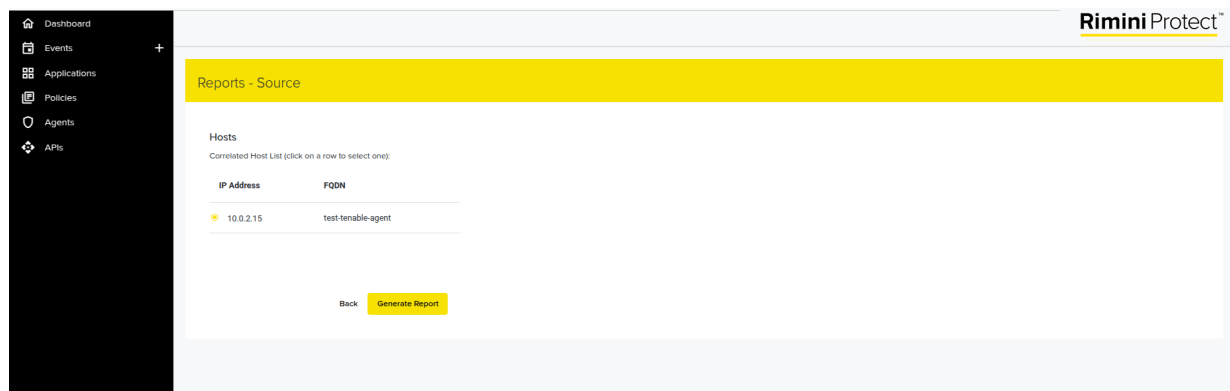 Dashboard
Events +
Applications
Policies
Agents
APIs
Rimini Protect™
Reports - Source
Hosts
Correlated Host List (click on a row to select one):
IP Address FQDN
10.0.2.15 test-tenable-agent
Back Generate Report